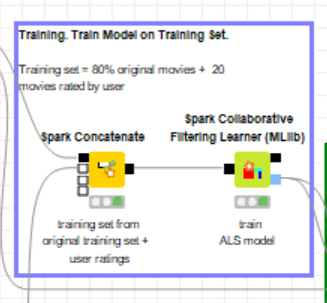 Training. Train Model on Training Set.
Training set = 80% original movies + 20
movies rated by user
Spark Collaborative
Filtering Learner (MLlib)
Spark Concatenate
training set from
original training set +
user ratings
train
ALS model